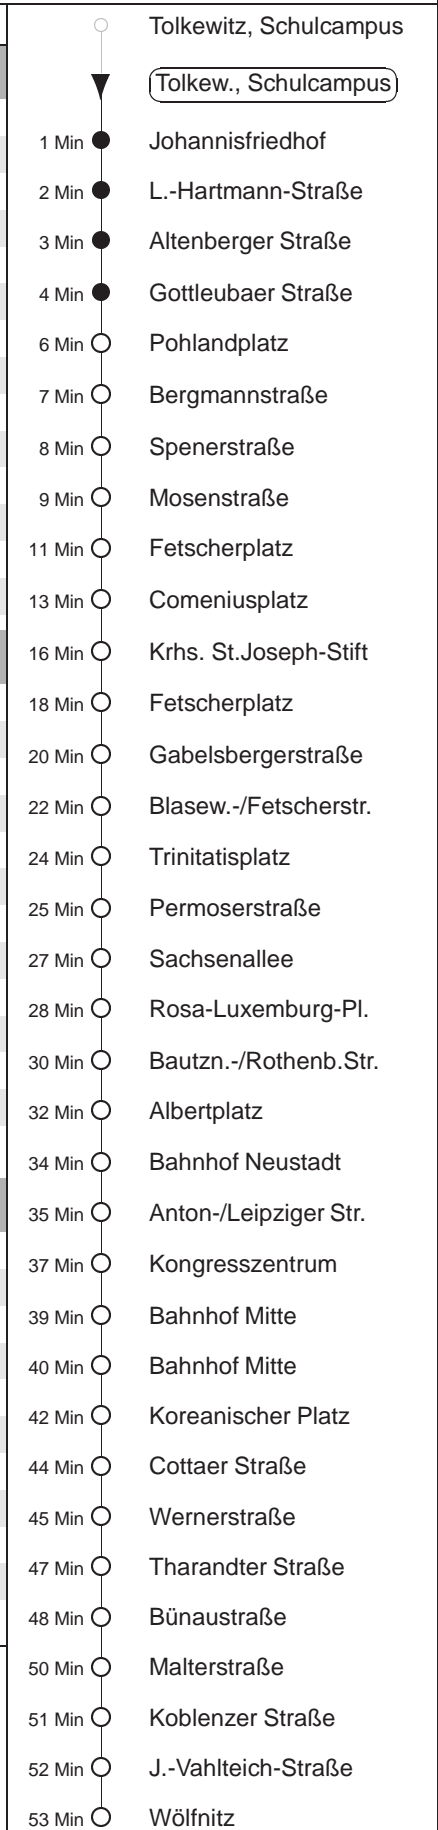 Tolkewitz, Schulcampus
Tolkew., Schulcampus
1 Min Johannisfriedhof
2 Min L.-Hartmann-Straße
3 Min Altenberger Straße
4 Min Gottleubaer Straße
6 Min Pohlandplatz
7 Min Bergmannstraße
8 Min Spenerstraße
9 Min Mosenstraße
11 Min Fetscherplatz
13 Min Comeniusplatz
16 Min Krhs. St.Joseph-Stift
18 Min Fetscherplatz
20 Min Gabelsbergerstraße
22 Min Blasew.-/Fetscherstr.
24 Min Trinitatisplatz
25 Min Permoserstraße
27 Min Sachsenallee
28 Min Rosa-Luxemburg-Pl.
30 Min Bautzn.-/Rothenb.Str.
32 Min Albertplatz
34 Min Bahnhof Neustadt
35 Min Anton-/Leipziger Str.
37 Min Kongresszentrum
39 Min Bahnhof Mitte
40 Min Bahnhof Mitte
42 Min Koreanischer Platz
44 Min Cottaer Straße
45 Min Wernerstraße
47 Min Tharandter Straße
48 Min Bünaustraße
50 Min Malterstraße
51 Min Koblenzer Straße
52 Min J.-Vahlteich-Straße
53 Min Wölfnitz